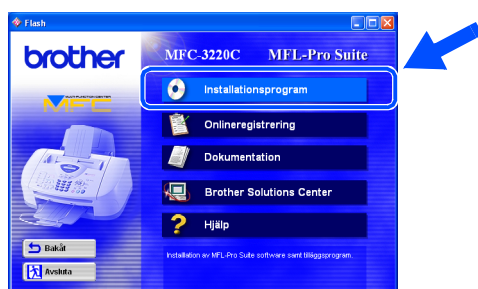 Flash
brother
MFC-3220C MFL-Pro Suite
Installationsprogram
MFC
Onlineregistrering
Dokumentation
Brother Solutions Center
Hjälp
Bakåt
Installation av MFL-Pro Suite software samt tilläggsprogram.
Avsluta